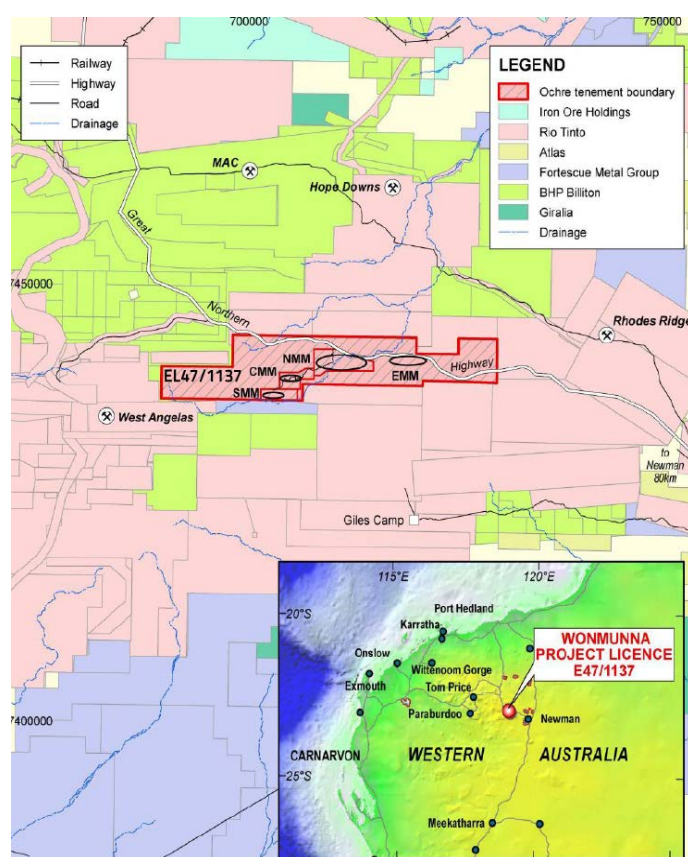 700000
750000
Railway
Highway
Road
Drainage
LEGEND
Ochre tenement boundary
Iron Ore Holdings
Rio Tinto
Atlas
Fortescue Metal Group
BHP Billiton
Giralia
Drainage
MAC
Hope Downs
Great
Northern
Highway
7450000
Rhodes Ridge
EL47/1137
NMM
CMM
SMM
EMM
West Angelas
to
Newman
80km
Giles Camp
7400000
115°E
120°E
-20°S
-25°S
Port Hedland
Karratha
Onslow
Exmouth
Wittenoom Gorge
Tom Price
Paraburdoo
Newman
WONMUNNA
PROJECT LICENCE
E47/1137
CARNARVON
WESTERN AUSTRALIA
Meekatharra